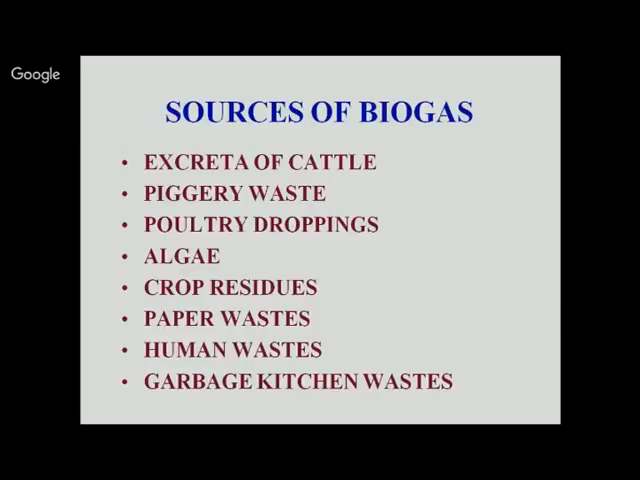 Google
SOURCES OF BIOGAS
• EXCRETA OF CATTLE
• PIGGERY WASTE
• POULTRY DROPPINGS
• ALGAE
• CROP RESIDUES
• PAPER WASTES
• HUMAN WASTES
• GARBAGE KITCHEN WASTES